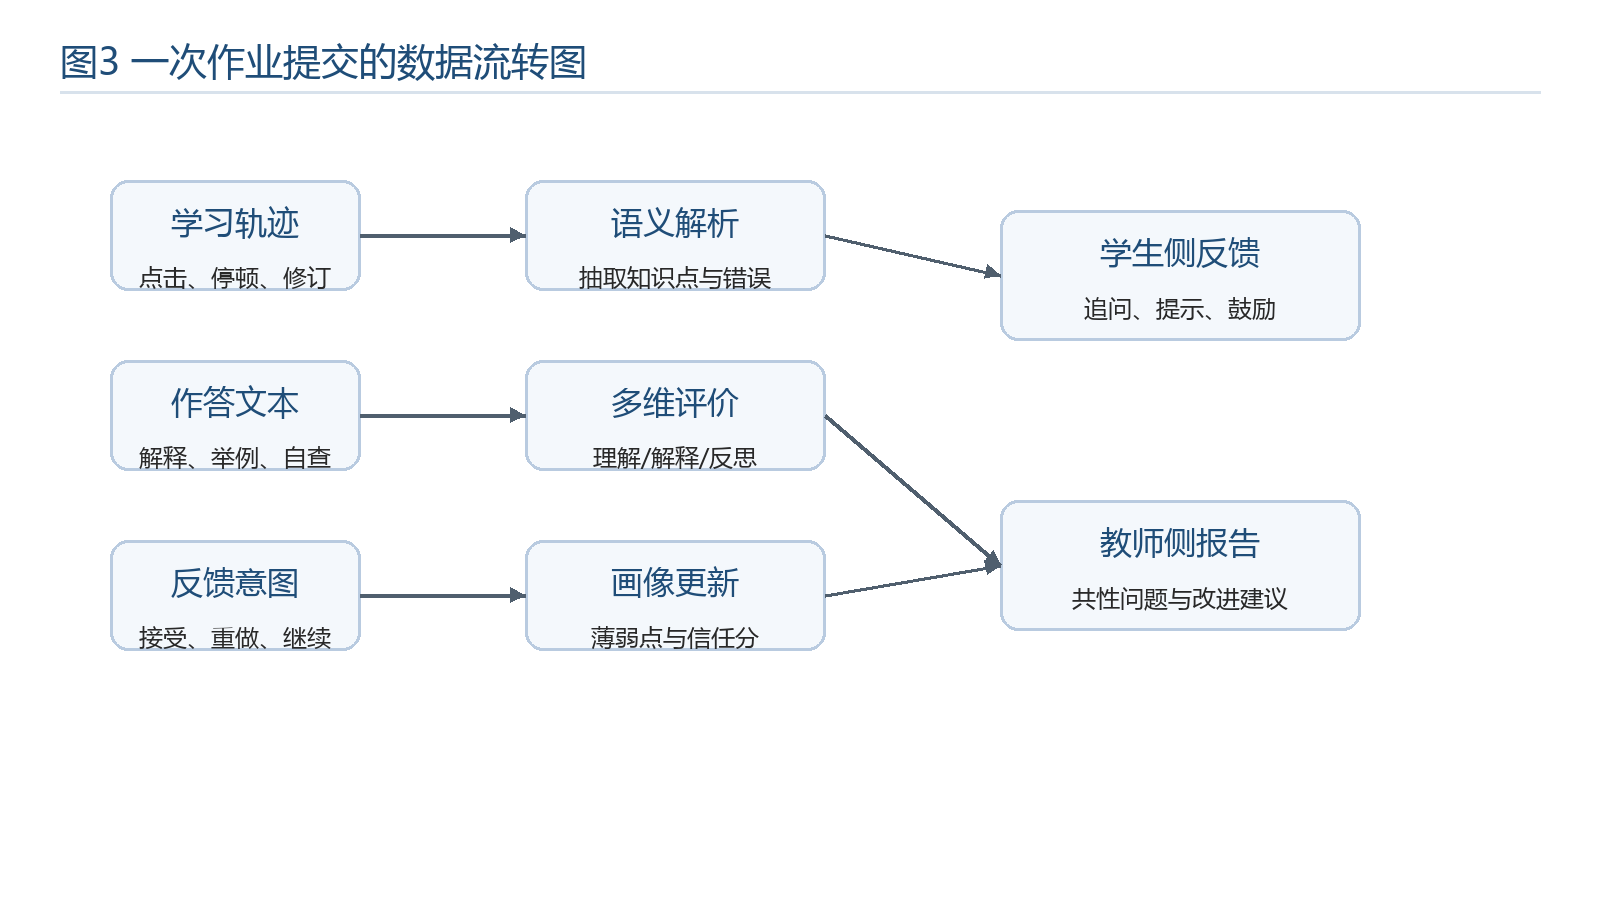 图3 一次作业提交的数据流转图
学习轨迹
点击、停顿、修订
语义解析
抽取知识点与错误
学生侧反馈
追问、提示、鼓励
作答文本
解释、举例、自查
多维评价
理解/解释/反思
教师侧报告
共性问题与改进建议
反馈意图
接受、重做、继续
画像更新
薄弱点与信任分